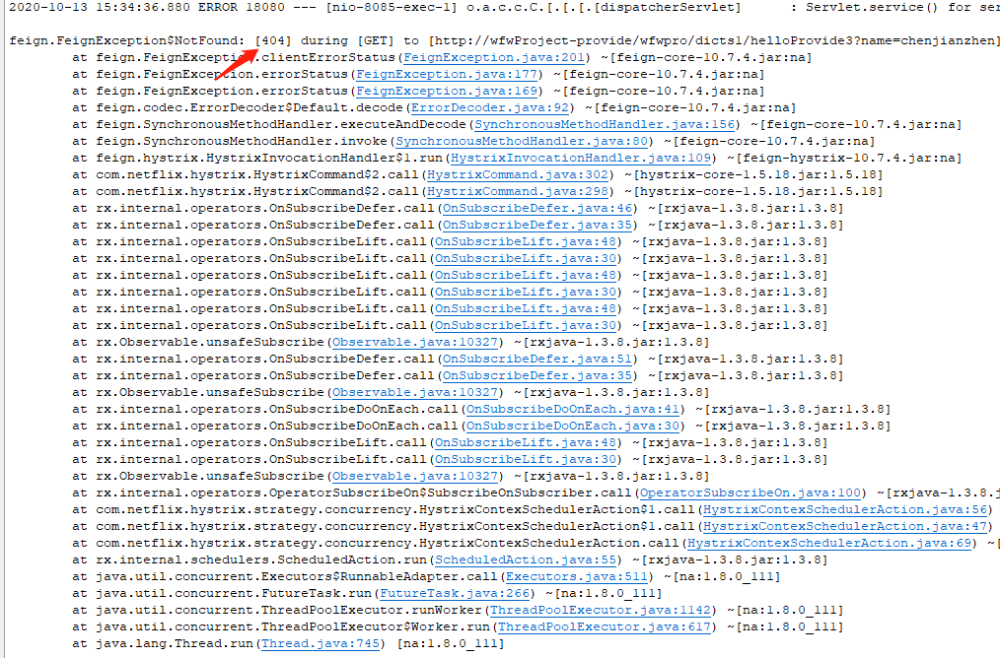 2020-10-13 15:34:36.880 ERROR 18080 --- [nio-8085-exec-1] o.a.c.c.C.[.[.[.[dispatcherServlet]      : Servlet.service() for ser
feign.FeignException$NotFound: [404] during [GET] to [http://wfwProject-provide/wfwpro/dicts1/helloProvide3?name=chenjianzhen]
at feign.FeignException.clientErrorStatus(FeignException.java:201) ~[feign-core-10.7.4.jar:na]
at feign.FeignException.errorStatus(FeignException.java:177) ~[feign-core-10.7.4.jar:na]
at feign.FeignException.errorStatus(FeignException.java:169) ~[feign-core-10.7.4.jar:na]
at feign.codec.ErrorDecoder$Default.decode(ErrorDecoder.java:92) ~[feign-core-10.7.4.jar:na]
at feign.SynchronousMethodHandler.executeAndDecode(SynchronousMethodHandler.java:156) ~[feign-core-10.7.4.jar:na]
at feign.SynchronousMethodHandler.invoke(SynchronousMethodHandler.java:80) ~[feign-core-10.7.4.jar:na]
at feign.hystrix.HystrixInvocationHandler$1.run(HystrixInvocationHandler.java:109) ~[feign-hystrix-10.7.4.jar:na]
at com.netflix.hystrix.HystrixCommand$2.call(HystrixCommand.java:302) ~[hystrix-core-1.5.18.jar:1.5.18]
at com.netflix.hystrix.HystrixCommand$2.call(HystrixCommand.java:298) ~[hystrix-core-1.5.18.jar:1.5.18]
at rx.internal.operators.OnSubscribeDefer.call(OnSubscribeDefer.java:46) ~[rxjava-1.3.8.jar:1.3.8]
at rx.internal.operators.OnSubscribeDefer.call(OnSubscribeDefer.java:35) ~[rxjava-1.3.8.jar:1.3.8]
at rx.internal.operators.OnSubscribeLift.call(OnSubscribeLift.java:48) ~[rxjava-1.3.8.jar:1.3.8]
at rx.internal.operators.OnSubscribeLift.call(OnSubscribeLift.java:30) ~[rxjava-1.3.8.jar:1.3.8]
at rx.internal.operators.OnSubscribeLift.call(OnSubscribeLift.java:48) ~[rxjava-1.3.8.jar:1.3.8]
at rx.internal.operators.OnSubscribeLift.call(OnSubscribeLift.java:30) ~[rxjava-1.3.8.jar:1.3.8]
at rx.internal.operators.OnSubscribeLift.call(OnSubscribeLift.java:48) ~[rxjava-1.3.8.jar:1.3.8]
at rx.internal.operators.OnSubscribeLift.call(OnSubscribeLift.java:30) ~[rxjava-1.3.8.jar:1.3.8]
at rx.Observable.unsafeSubscribe(Observable.java:10327) ~[rxjava-1.3.8.jar:1.3.8]
at rx.internal.operators.OnSubscribeDefer.call(OnSubscribeDefer.java:51) ~[rxjava-1.3.8.jar:1.3.8]
at rx.internal.operators.OnSubscribeDefer.call(OnSubscribeDefer.java:35) ~[rxjava-1.3.8.jar:1.3.8]
at rx.Observable.unsafeSubscribe(Observable.java:10327) ~[rxjava-1.3.8.jar:1.3.8]
at rx.internal.operators.OnSubscribeDoOnEach.call(OnSubscribeDoOnEach.java:41) ~[rxjava-1.3.8.jar:1.3.8]
at rx.internal.operators.OnSubscribeDoOnEach.call(OnSubscribeDoOnEach.java:30) ~[rxjava-1.3.8.jar:1.3.8]
at rx.internal.operators.OnSubscribeLift.call(OnSubscribeLift.java:48) ~[rxjava-1.3.8.jar:1.3.8]
at rx.internal.operators.OnSubscribeLift.call(OnSubscribeLift.java:30) ~[rxjava-1.3.8.jar:1.3.8]
at rx.Observable.unsafeSubscribe(Observable.java:10327) ~[rxjava-1.3.8.jar:1.3.8]
at rx.internal.operators.OperatorSubscribeOn$SubscribeOnSubscriber.call(OperatorSubscribeOn.java:100) ~[rxjava-1.3.8.j
at com.netflix.hystrix.strategy.concurrency.HystrixContexSchedulerAction$1.call(HystrixContexSchedulerAction.java:56)
at com.netflix.hystrix.strategy.concurrency.HystrixContexSchedulerAction$1.call(HystrixContexSchedulerAction.java:47)
at com.netflix.hystrix.strategy.concurrency.HystrixContexSchedulerAction.call(HystrixContexSchedulerAction.java:69) ~[
at rx.internal.schedulers.ScheduledAction.run(ScheduledAction.java:55) ~[rxjava-1.3.8.jar:1.3.8]
at java.util.concurrent.Executors$RunnableAdapter.call(Executors.java:511) ~[na:1.8.0_111]
at java.util.concurrent.FutureTask.run(FutureTask.java:266) ~[na:1.8.0_111]
at java.util.concurrent.ThreadPoolExecutor.runWorker(ThreadPoolExecutor.java:1142) ~[na:1.8.0_111]
at java.util.concurrent.ThreadPoolExecutor$Worker.run(ThreadPoolExecutor.java:617) ~[na:1.8.0_111]
at java.lang.Thread.run(Thread.java:745) [na:1.8.0_111]